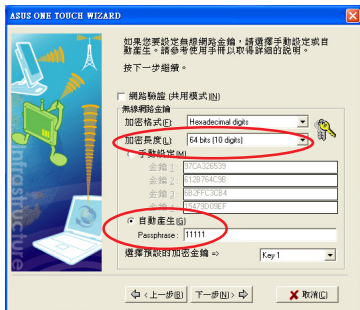 ASUS ONE TOUCH WIZARD
如果您要設定無線網路金鑰，請選擇手動設定或自
動產生。請參考使用手冊以取得詳細的說明。
按下一步繼續。
網路驗證 (共用模式)(N)
無線網路金鑰
加密格式(F): Hexadecimal digits
加密長度(L): 64 bits (10 digits)
手動設定(M)
金鑰 1: 97CA326539
金鑰 2: 612B764C9B
金鑰 3: 6B2FFC3CB4
金鑰 4: 15479D09EF
自動產生(G)
Passphrase: 11111
選擇預設的加密金鑰 => Key 1
<上一步(B) 下一步(N)> 取消(C)
Infrastructure